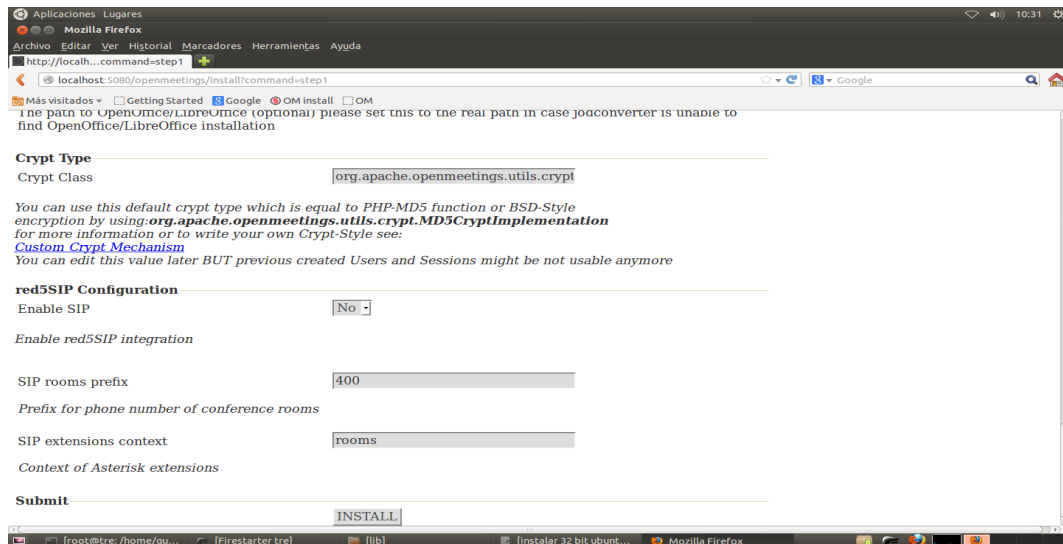 Aplicaciones Lugares
10:31
Mozilla Firefox
Archivo Editar Ver Historial Marcadores Herramientas Ayuda
http://localh...command=step1
localhost:5080/openmeetings/install?command=step1
Google
Más visitados Getting Started Google OM install OM
The path to OpenOffice/LibreOffice (optional) please set this to the real path in case jodconverter is unable to
find OpenOffice/LibreOffice installation
Crypt Type
Crypt Class
org.apache.openmeetings.utils.crypt
You can use this default crypt type which is equal to PHP-MD5 function or BSD-Style
encryption by using:org.apache.openmeetings.utils.crypt.MD5CryptImplementation
for more information or to write your own Crypt-Style see:
Custom Crypt Mechanism
You can edit this value later BUT previous created Users and Sessions might be not usable anymore
red5SIP Configuration
Enable SIP
No
Enable red5SIP integration
SIP rooms prefix
400
Prefix for phone number of conference rooms
SIP extensions context
rooms
Context of Asterisk extensions
Submit
INSTALL
[root@tre: /home/qu... [Firestarter tre] [lib] [instalar 32 bit ubunt... Mozilla Firefox